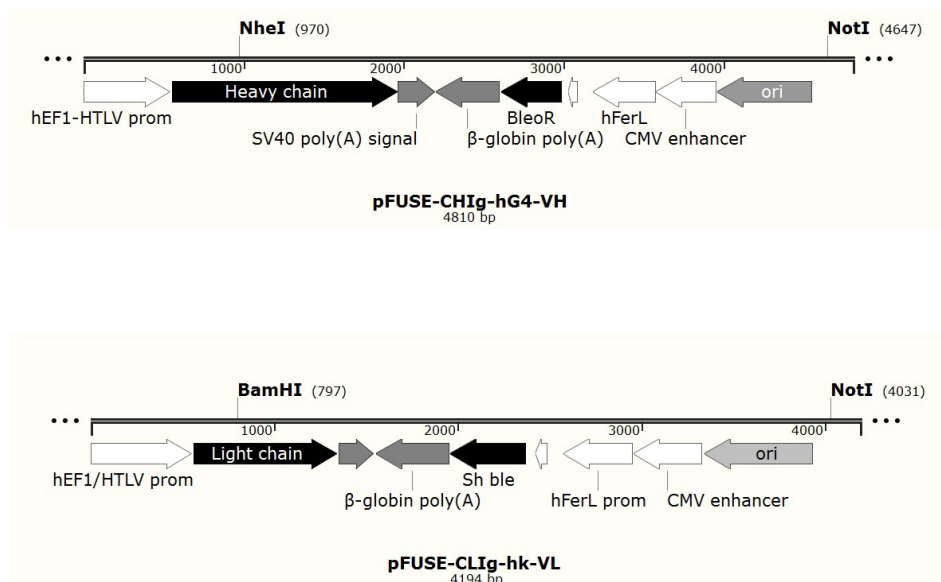 NheI (970)
NotI (4647)
1000
2000
3000
4000
Heavy chain
ori
hEF1-HTLV prom
BleoR
hFerL
SV40 poly(A) signal
β-globin poly(A)
CMV enhancer
pFUSE-CHIg-hG4-VH
4810 bp
BamHI (797)
NotI (4031)
1000
2000
3000
4000
Light chain
ori
hEF1/HTLV prom
Sh ble
β-globin poly(A)
hFerL prom
CMV enhancer
pFUSE-CLIg-hk-VL
4194 bp